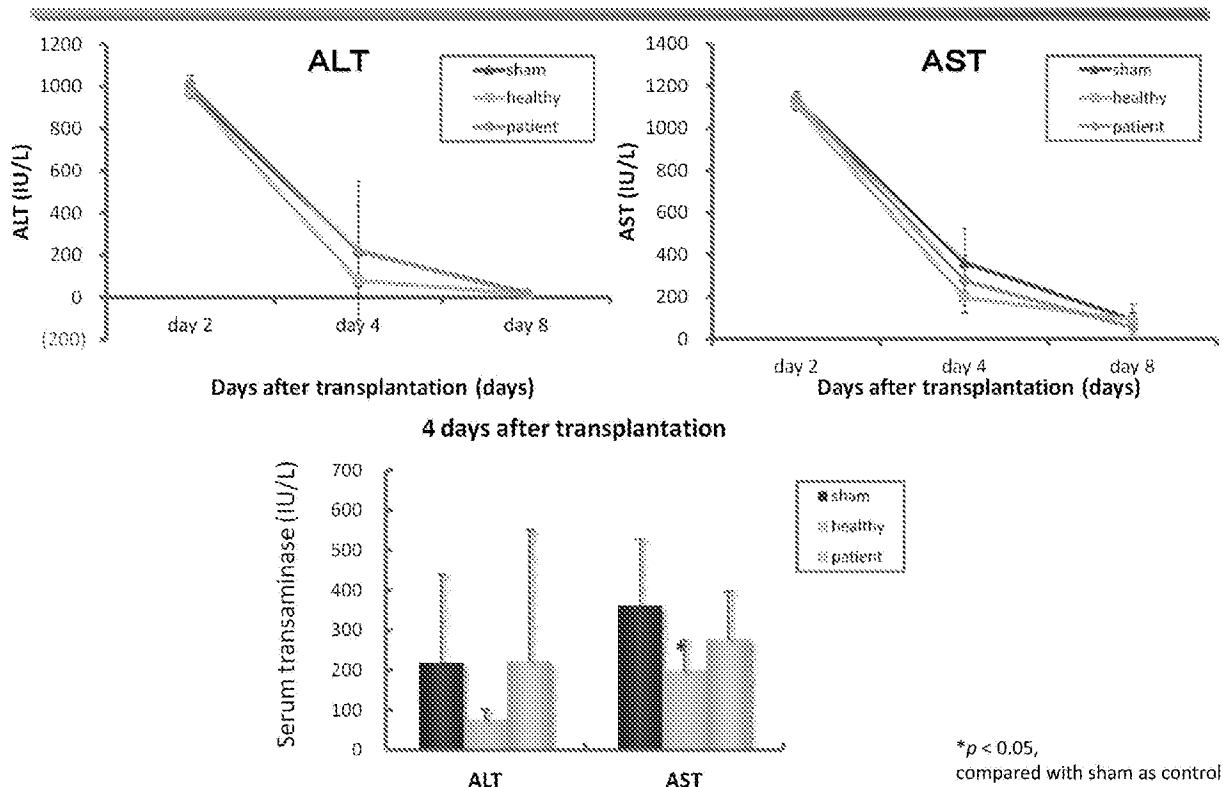 ALT
1200
1000
800
600
400
200
0
(200)
ALT (IU/L)
sham
healthy
patient
day 2
day 4
day 8
Days after transplantation (days)
AST
1400
1200
1000
800
600
400
200
0
AST (IU/L)
sham
healthy
patient
day 2
day 4
day 8
Days after transplantation (days)
4 days after transplantation
700
600
500
400
300
200
100
0
Serum transaminase (IU/L)
*
ALT
AST
sham
healthy
patient
*p < 0.05,
compared with sham as control